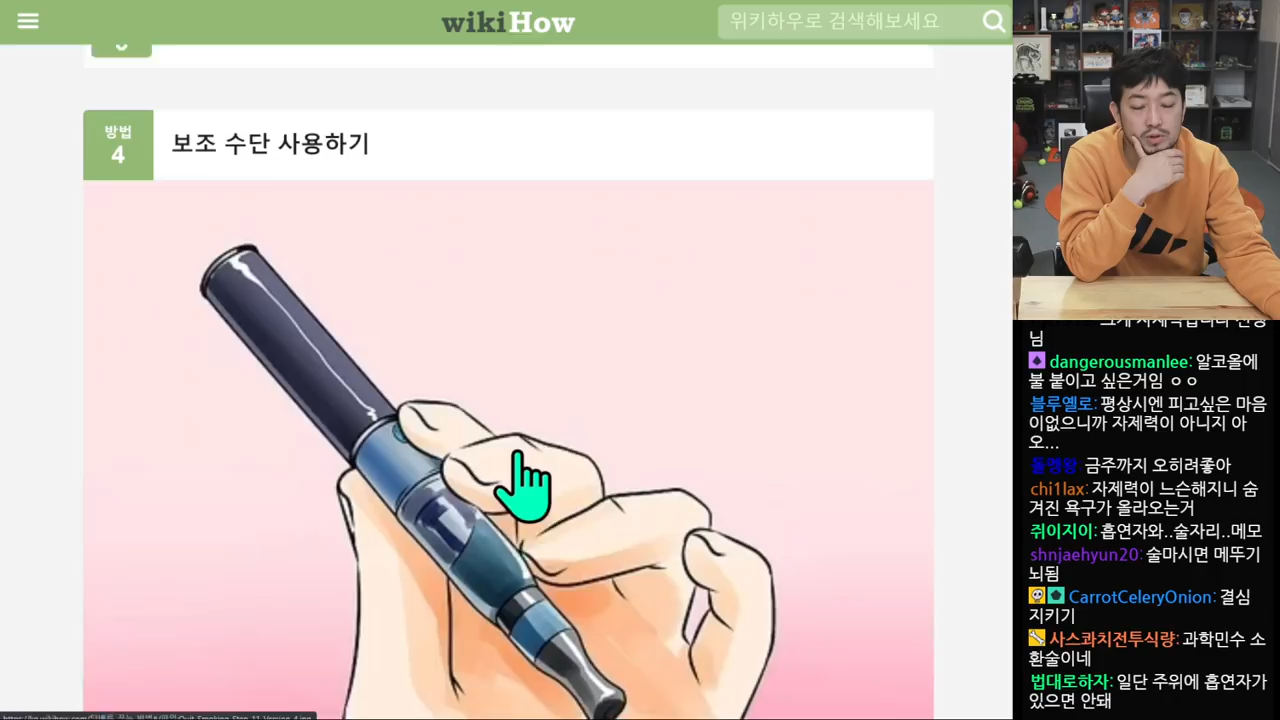 wikiHow
위키하우로 검색해보세요
방법
4
보조 수단 사용하기
님
dangerousmanlee: 알코올에
불 붙이고 싶은거임 ㅇㅇ
블루옐로: 평상시엔 피고싶은 마음
이없으니까 자제력이 아니지 아
오...
돌멩왕: 금주까지 오히려좋아
chi1lax: 자제력이 느슨해지니 숨
겨진 욕구가 올라오는거
쥐이지이: 흡연자와..술자리..메모
shnjaehyun20: 술마시면 메뚜기
뇌됨
CarrotCeleryOnion: 결심
지키기
사스콰치전투식량: 과학민수 소
환술이네
법대로하자: 일단 주위에 흡연자가
있으면 안돼